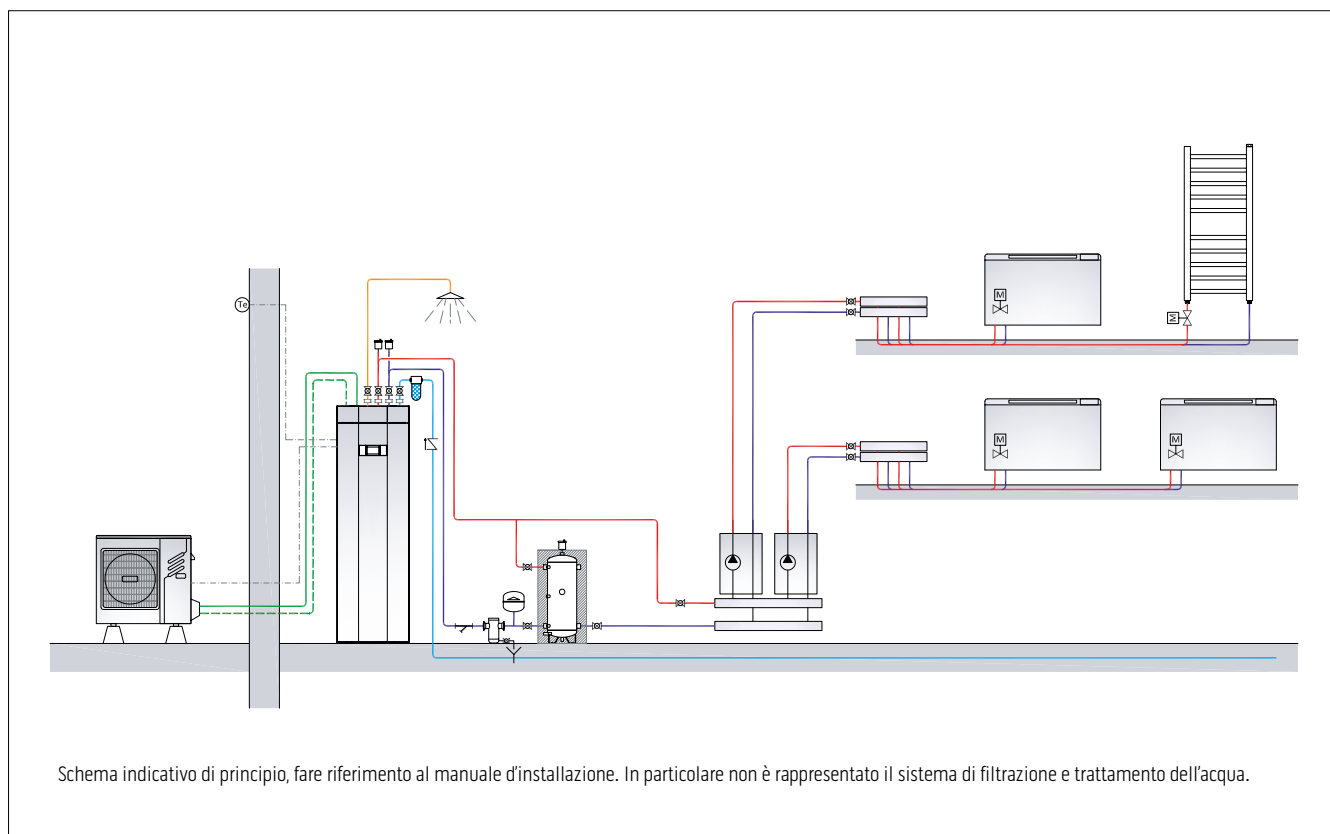 Te
M
M
M
M
Schema indicativo di principio, fare riferimento al manuale d'installazione. In particolare non è rappresentato il sistema di filtrazione e trattamento dell'acqua.